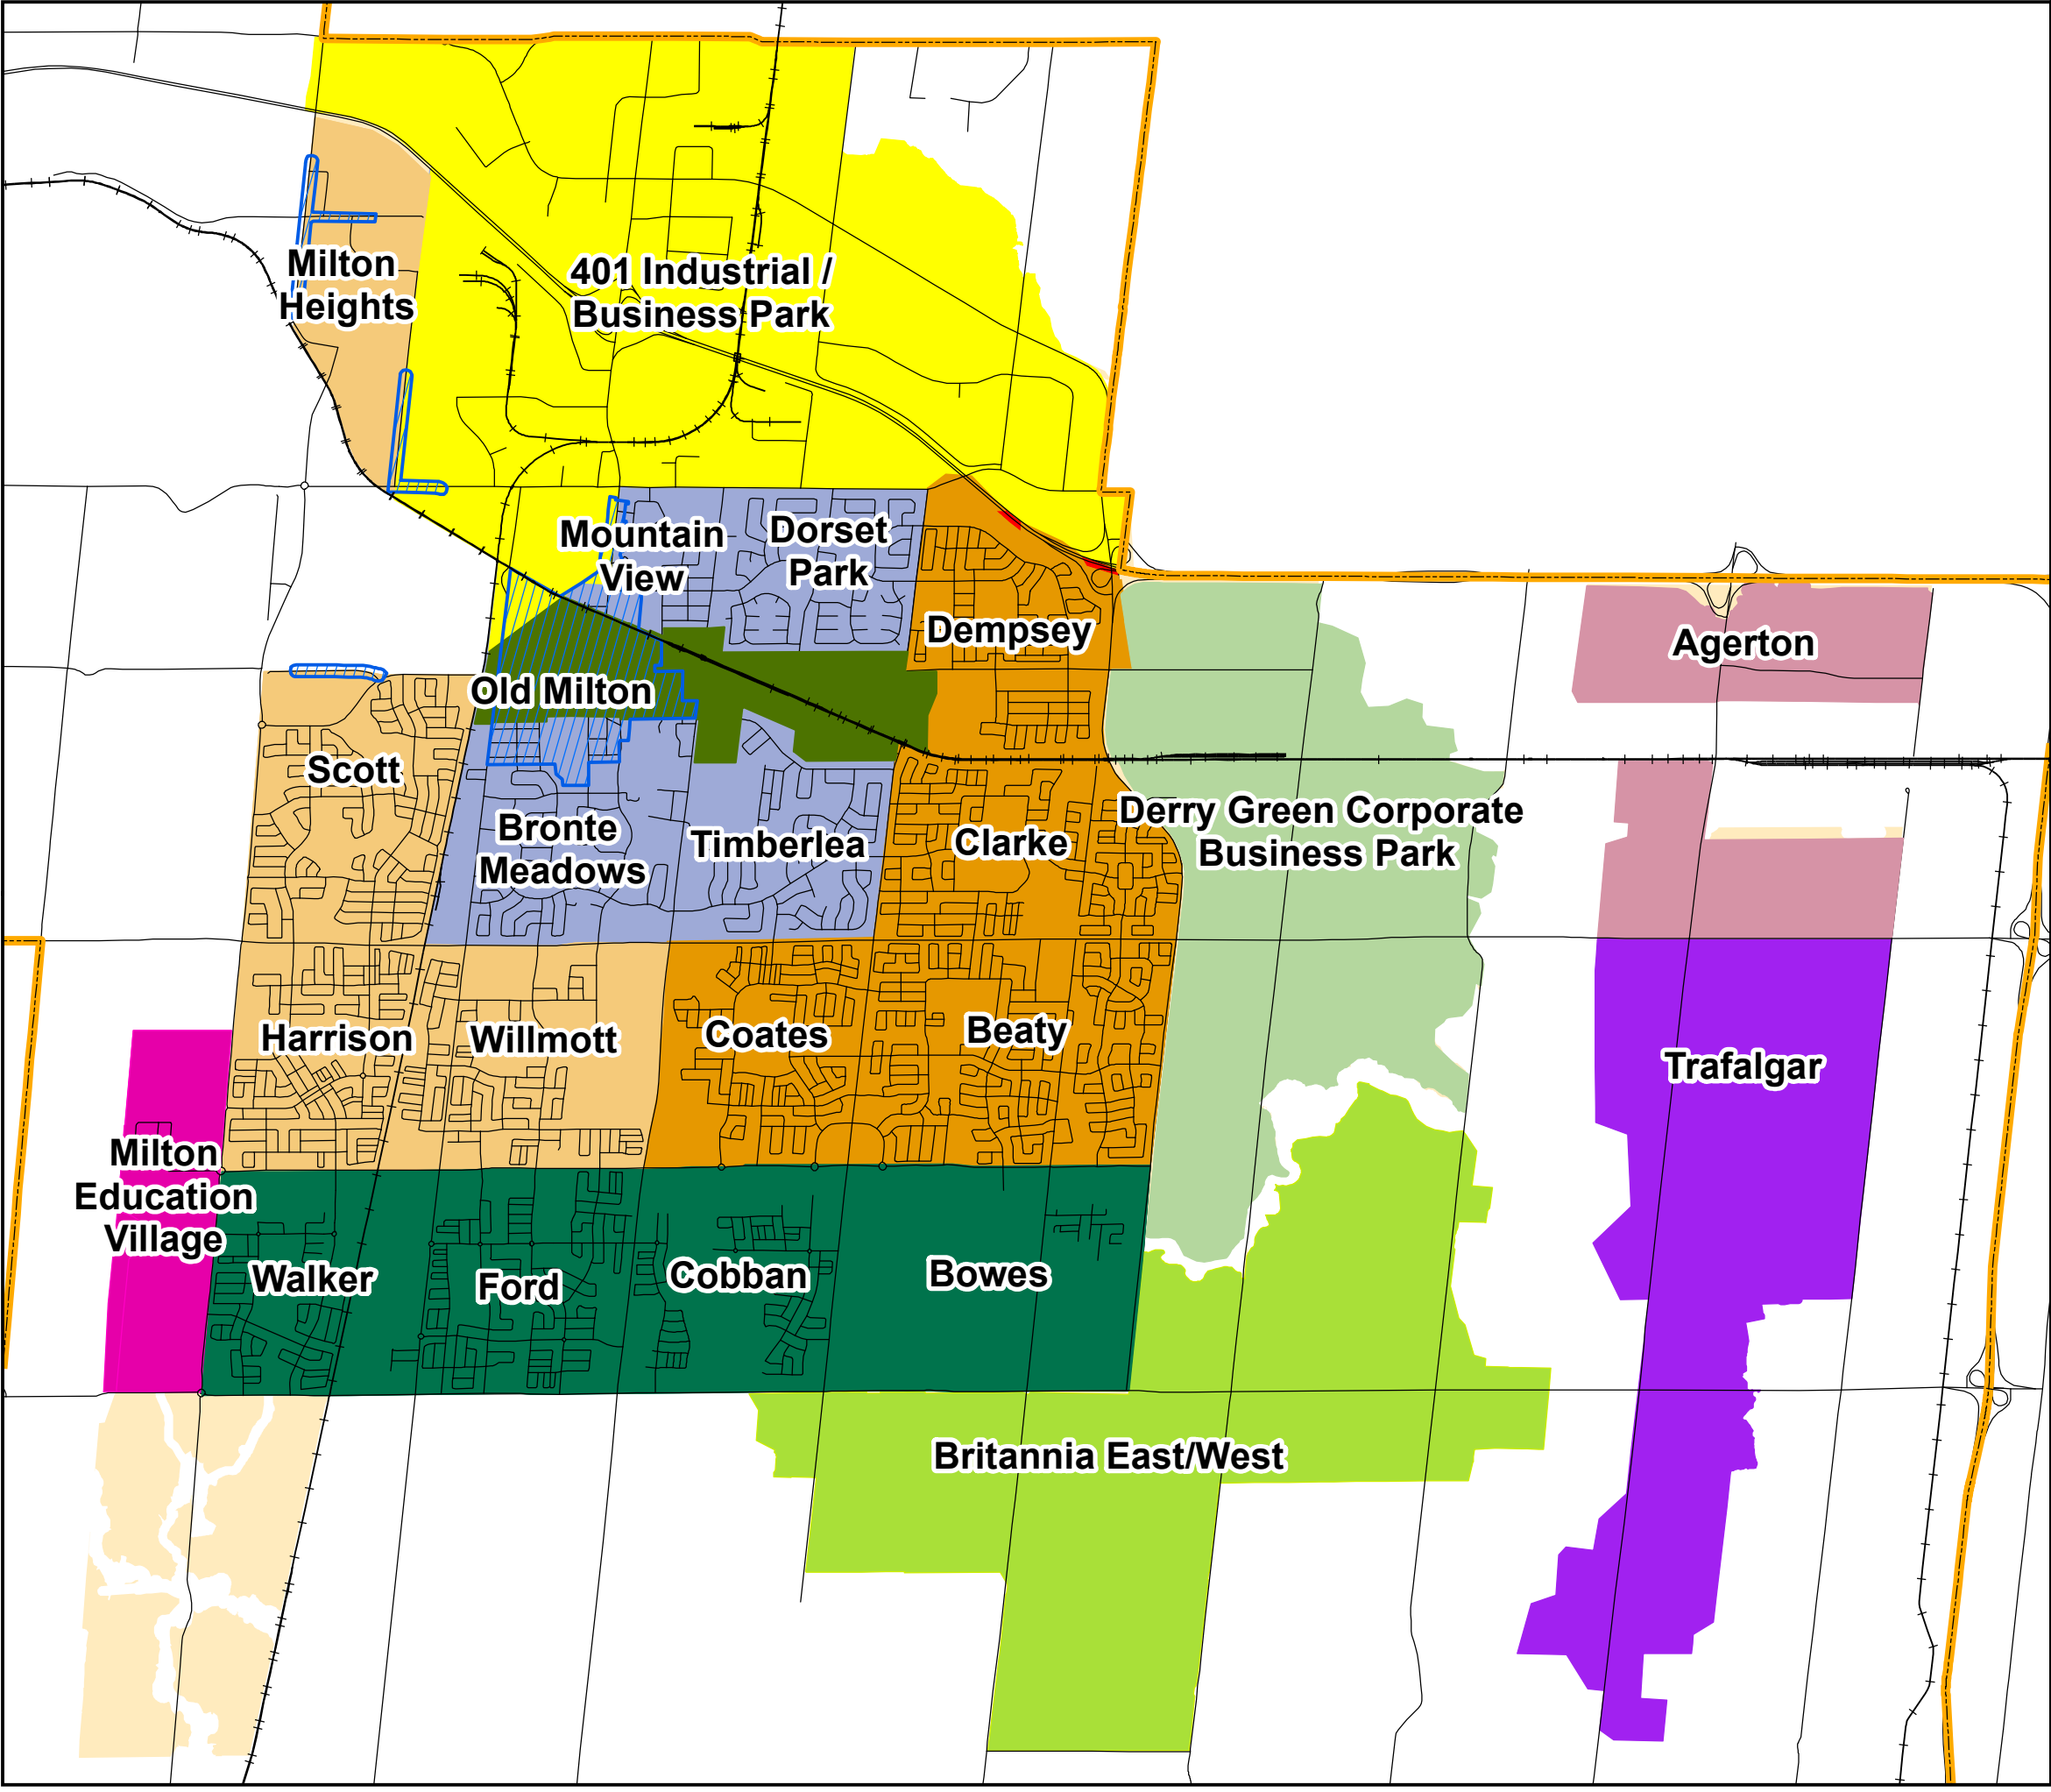 Milton
Heights
401 Industrial /
Business Park
Mountain
View
Dorset
Park
Dempsey
Agerton
Old Milton
Scott
Bronte
Meadows
Timberlea
Clarke
Derry Green Corporate
Business Park
Harrison
Willmott
Coates
Beaty
Trafalgar
Milton
Education
Village
Walker
Ford
Cobban
Bowes
Britannia East/West